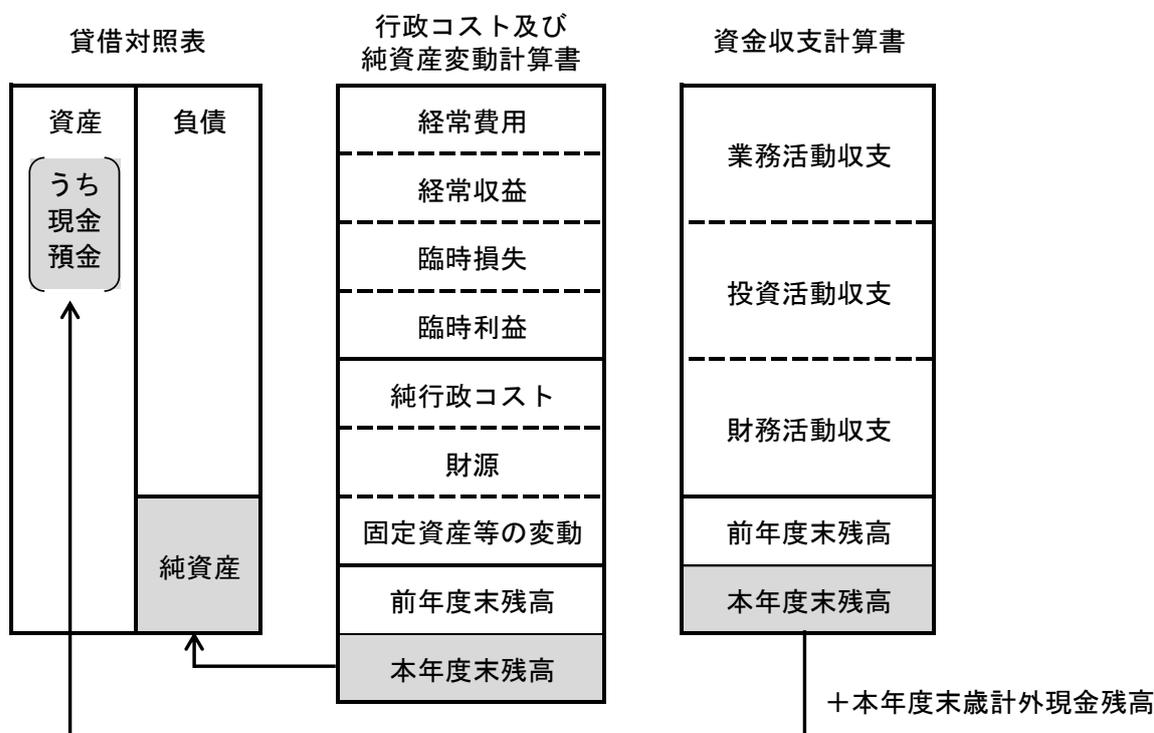 貸借対照表
資産
うち
現金
預金
負債
純資産
行政コスト及び
純資産変動計算書
経常費用
経常収益
臨時損失
臨時利益
純行政コスト
財源
固定資産等の変動
前年度末残高
本年度末残高
資金収支計算書
業務活動収支
投資活動収支
財務活動収支
前年度末残高
本年度末残高
＋本年度末歳計外現金残高